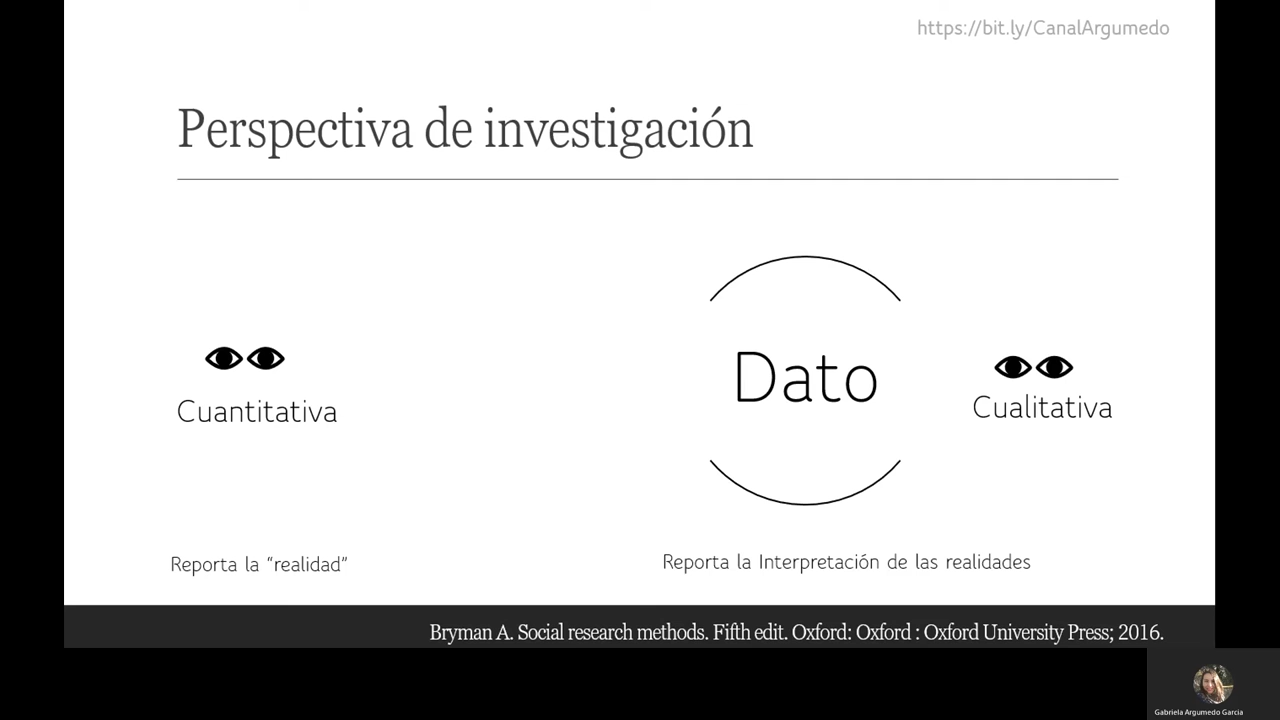 https://bit.ly/CanalArgumedo
Perspectiva de investigación
Cuantitativa
Dato
Cualitativa
Reporta la “realidad”
Reporta la Interpretación de las realidades
Bryman A. Social research methods. Fifth edit. Oxford: Oxford : Oxford University Press; 2016.
Gabriela Argumedo Garcia